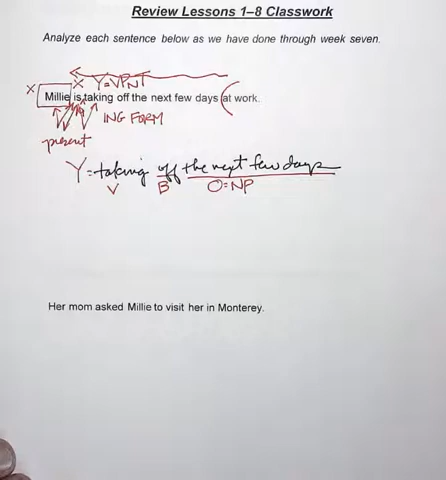 Review Lessons 1–8 Classwork
Analyze each sentence below as we have done through week seven.
X X Y=VPNT
Millie is taking off the next few days (at work.
present ING FORM
Y=taking off the next few days
V B O=NP
Her mom asked Millie to visit her in Monterey.